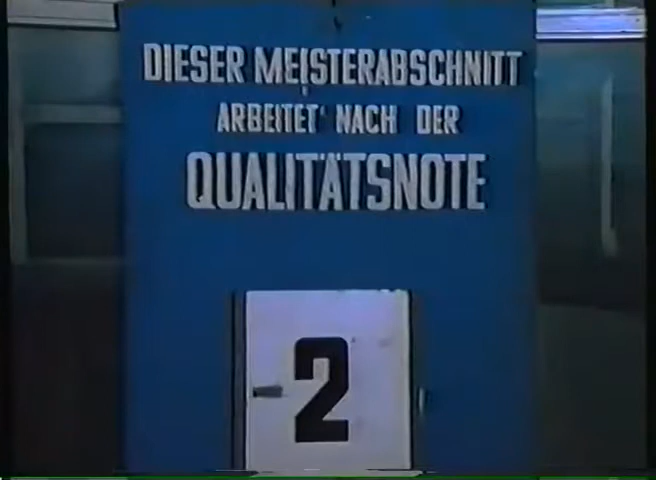 DIESER MEISTERABSCHNITT
ARBEITET NACH DER
QUALITÄTSNOTE
2